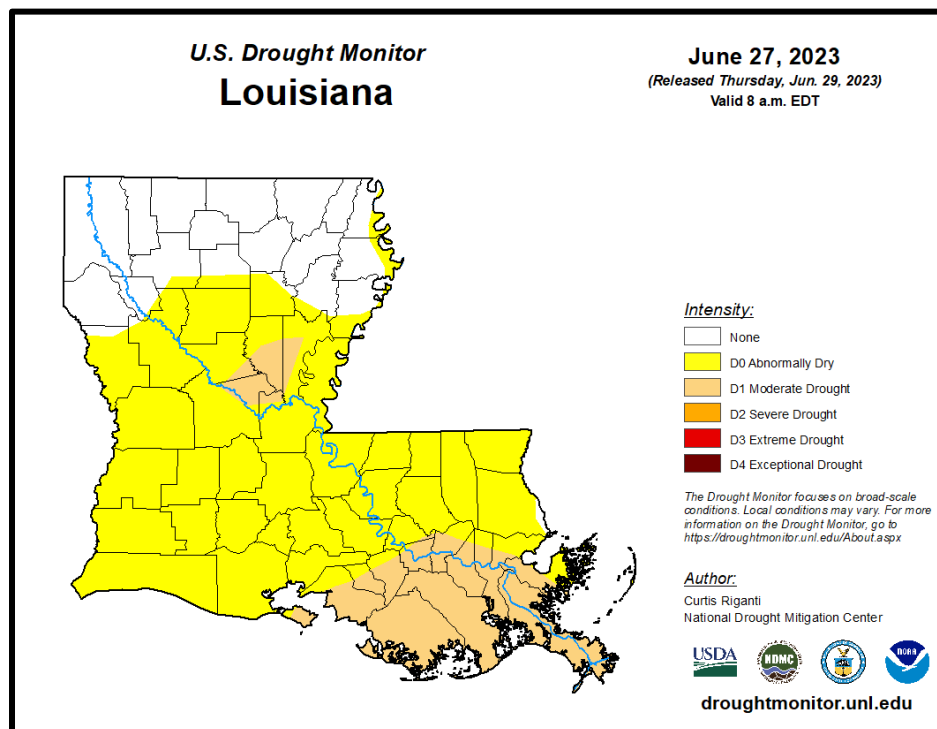 U.S. Drought Monitor
Louisiana
June 27, 2023
(Released Thursday, Jun. 29, 2023)
Valid 8 a.m. EDT
Intensity:
None
D0 Abnormally Dry
D1 Moderate Drought
D2 Severe Drought
D3 Extreme Drought
D4 Exceptional Drought
The Drought Monitor focuses on broad-scale
conditions. Local conditions may vary. For more
information on the Drought Monitor, go to
https://droughtmonitor.unl.edu/About.aspx
Author:
Curtis Riganti
National Drought Mitigation Center
USDA
NDMC
NOAA
droughtmonitor.unl.edu